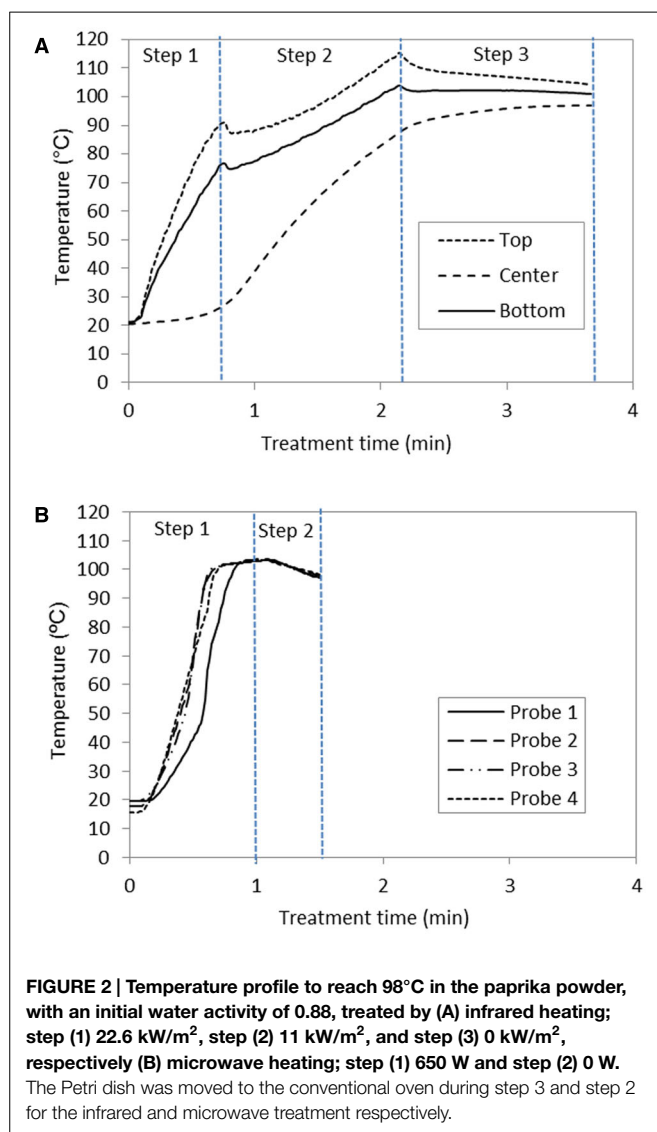 A
120
110
100
90
80
70
60
50
40
30
20
10
0
Temperature (°C)
Step 1
Step 2
Step 3
Top
Center
Bottom
0
1
2
3
4
Treatment time (min)
B
120
110
100
90
80
70
60
50
40
30
20
10
0
Temperature (ºC)
Step 1
Step 2
Probe 1
Probe 2
Probe 3
Probe 4
0
1
2
3
4
Treatment time (min)
FIGURE 2 | Temperature profile to reach 98°C in the paprika powder,
with an initial water activity of 0.88, treated by (A) infrared heating;
step (1) 22.6 kW/m², step (2) 11 kW/m², and step (3) 0 kW/m²,
respectively (B) microwave heating; step (1) 650 W and step (2) 0 W.
The Petri dish was moved to the conventional oven during step 3 and step 2
for the infrared and microwave treatment respectively.